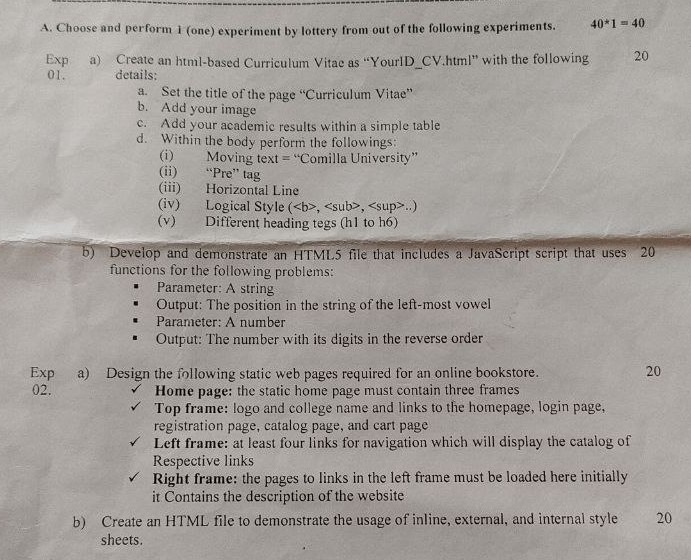 A. Choose and perform 1 (one) experiment by lottery from out of the following experiments. 40*1 = 40
Exp 01. a) Create an html-based Curriculum Vitae as “YourID_CV.html” with the following 20
details:
a. Set the title of the page “Curriculum Vitae”
b. Add your image
c. Add your academic results within a simple table
d. Within the body perform the followings:
(i) Moving text = “Comilla University”
(ii) “Pre” tag
(iii) Horizontal Line
(iv) Logical Style (<b>, <sub>, <sup>..)
(v) Different heading tegs (h1 to h6)
b) Develop and demonstrate an HTML5 file that includes a JavaScript script that uses 20
functions for the following problems:
▪ Parameter: A string
▪ Output: The position in the string of the left-most vowel
▪ Parameter: A number
▪ Output: The number with its digits in the reverse order
Exp 02. a) Design the following static web pages required for an online bookstore. 20
✓ Home page: the static home page must contain three frames
✓ Top frame: logo and college name and links to the homepage, login page,
registration page, catalog page, and cart page
✓ Left frame: at least four links for navigation which will display the catalog of
Respective links
✓ Right frame: the pages to links in the left frame must be loaded here initially
it Contains the description of the website
b) Create an HTML file to demonstrate the usage of inline, external, and internal style 20
sheets.